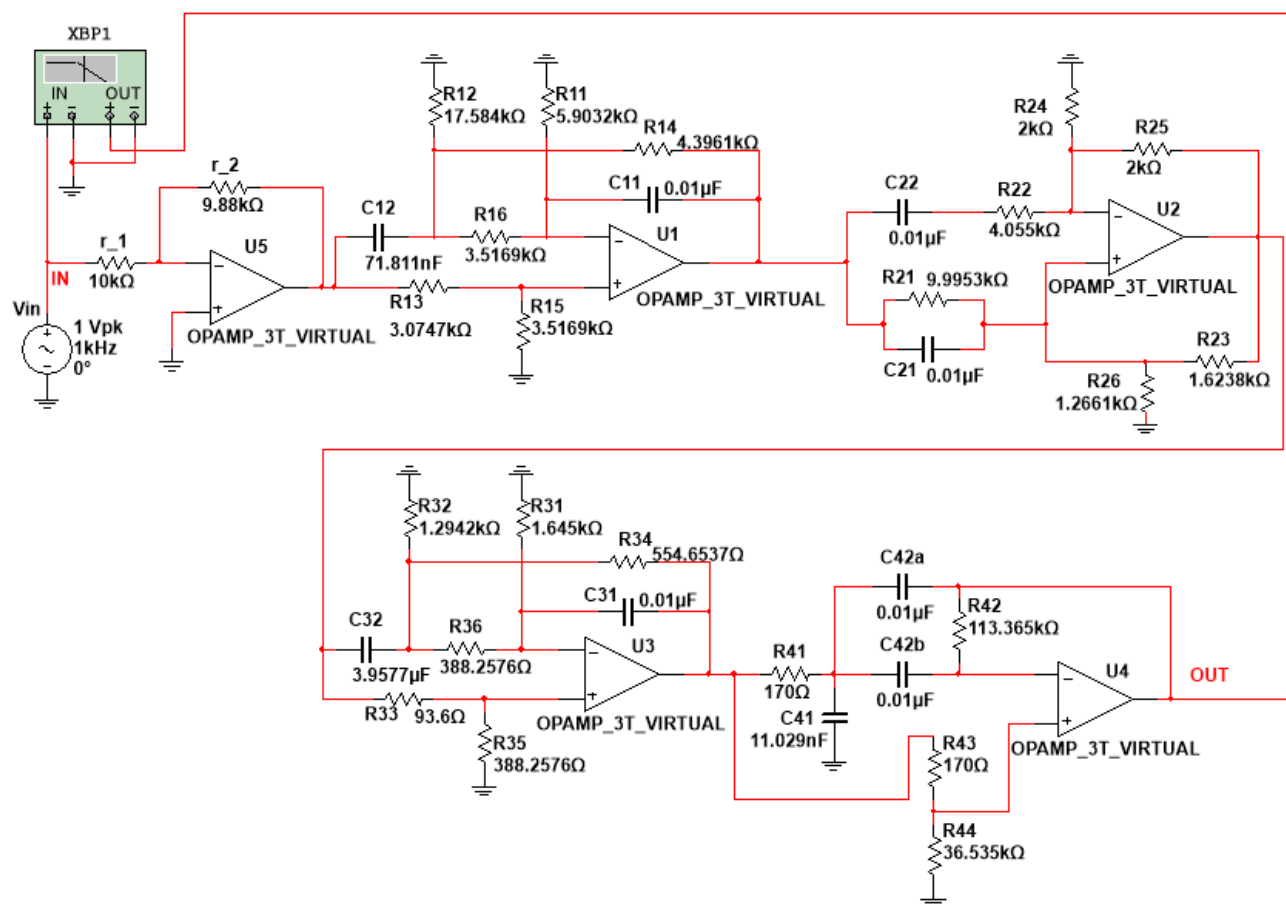 XBP1
IN
OUT
r_2
9.88kΩ
r_1
10kΩ
IN
U5
OPAMP_3T_VIRTUAL
Vin
1 Vpk
1kHz
0°
C12
71.811nF
R12
17.584kΩ
R11
5.9032kΩ
R14
4.3961kΩ
C11
0.01µF
R16
3.5169kΩ
R13
3.0747kΩ
R15
3.5169kΩ
U1
OPAMP_3T_VIRTUAL
C22
0.01µF
R22
4.055kΩ
R24
2kΩ
R25
2kΩ
U2
OPAMP_3T_VIRTUAL
R21
9.9953kΩ
C21
0.01µF
R23
1.6238kΩ
R26
1.2661kΩ
R32
1.2942kΩ
R31
1.645kΩ
R34
554.6537Ω
C31
0.01µF
C32
3.9577µF
R36
388.2576Ω
R33
93.6Ω
R35
388.2576Ω
U3
OPAMP_3T_VIRTUAL
R41
170Ω
C42a
0.01µF
R42
113.365kΩ
C42b
0.01µF
C41
11.029nF
U4
OPAMP_3T_VIRTUAL
OUT
R43
170Ω
R44
36.535kΩ